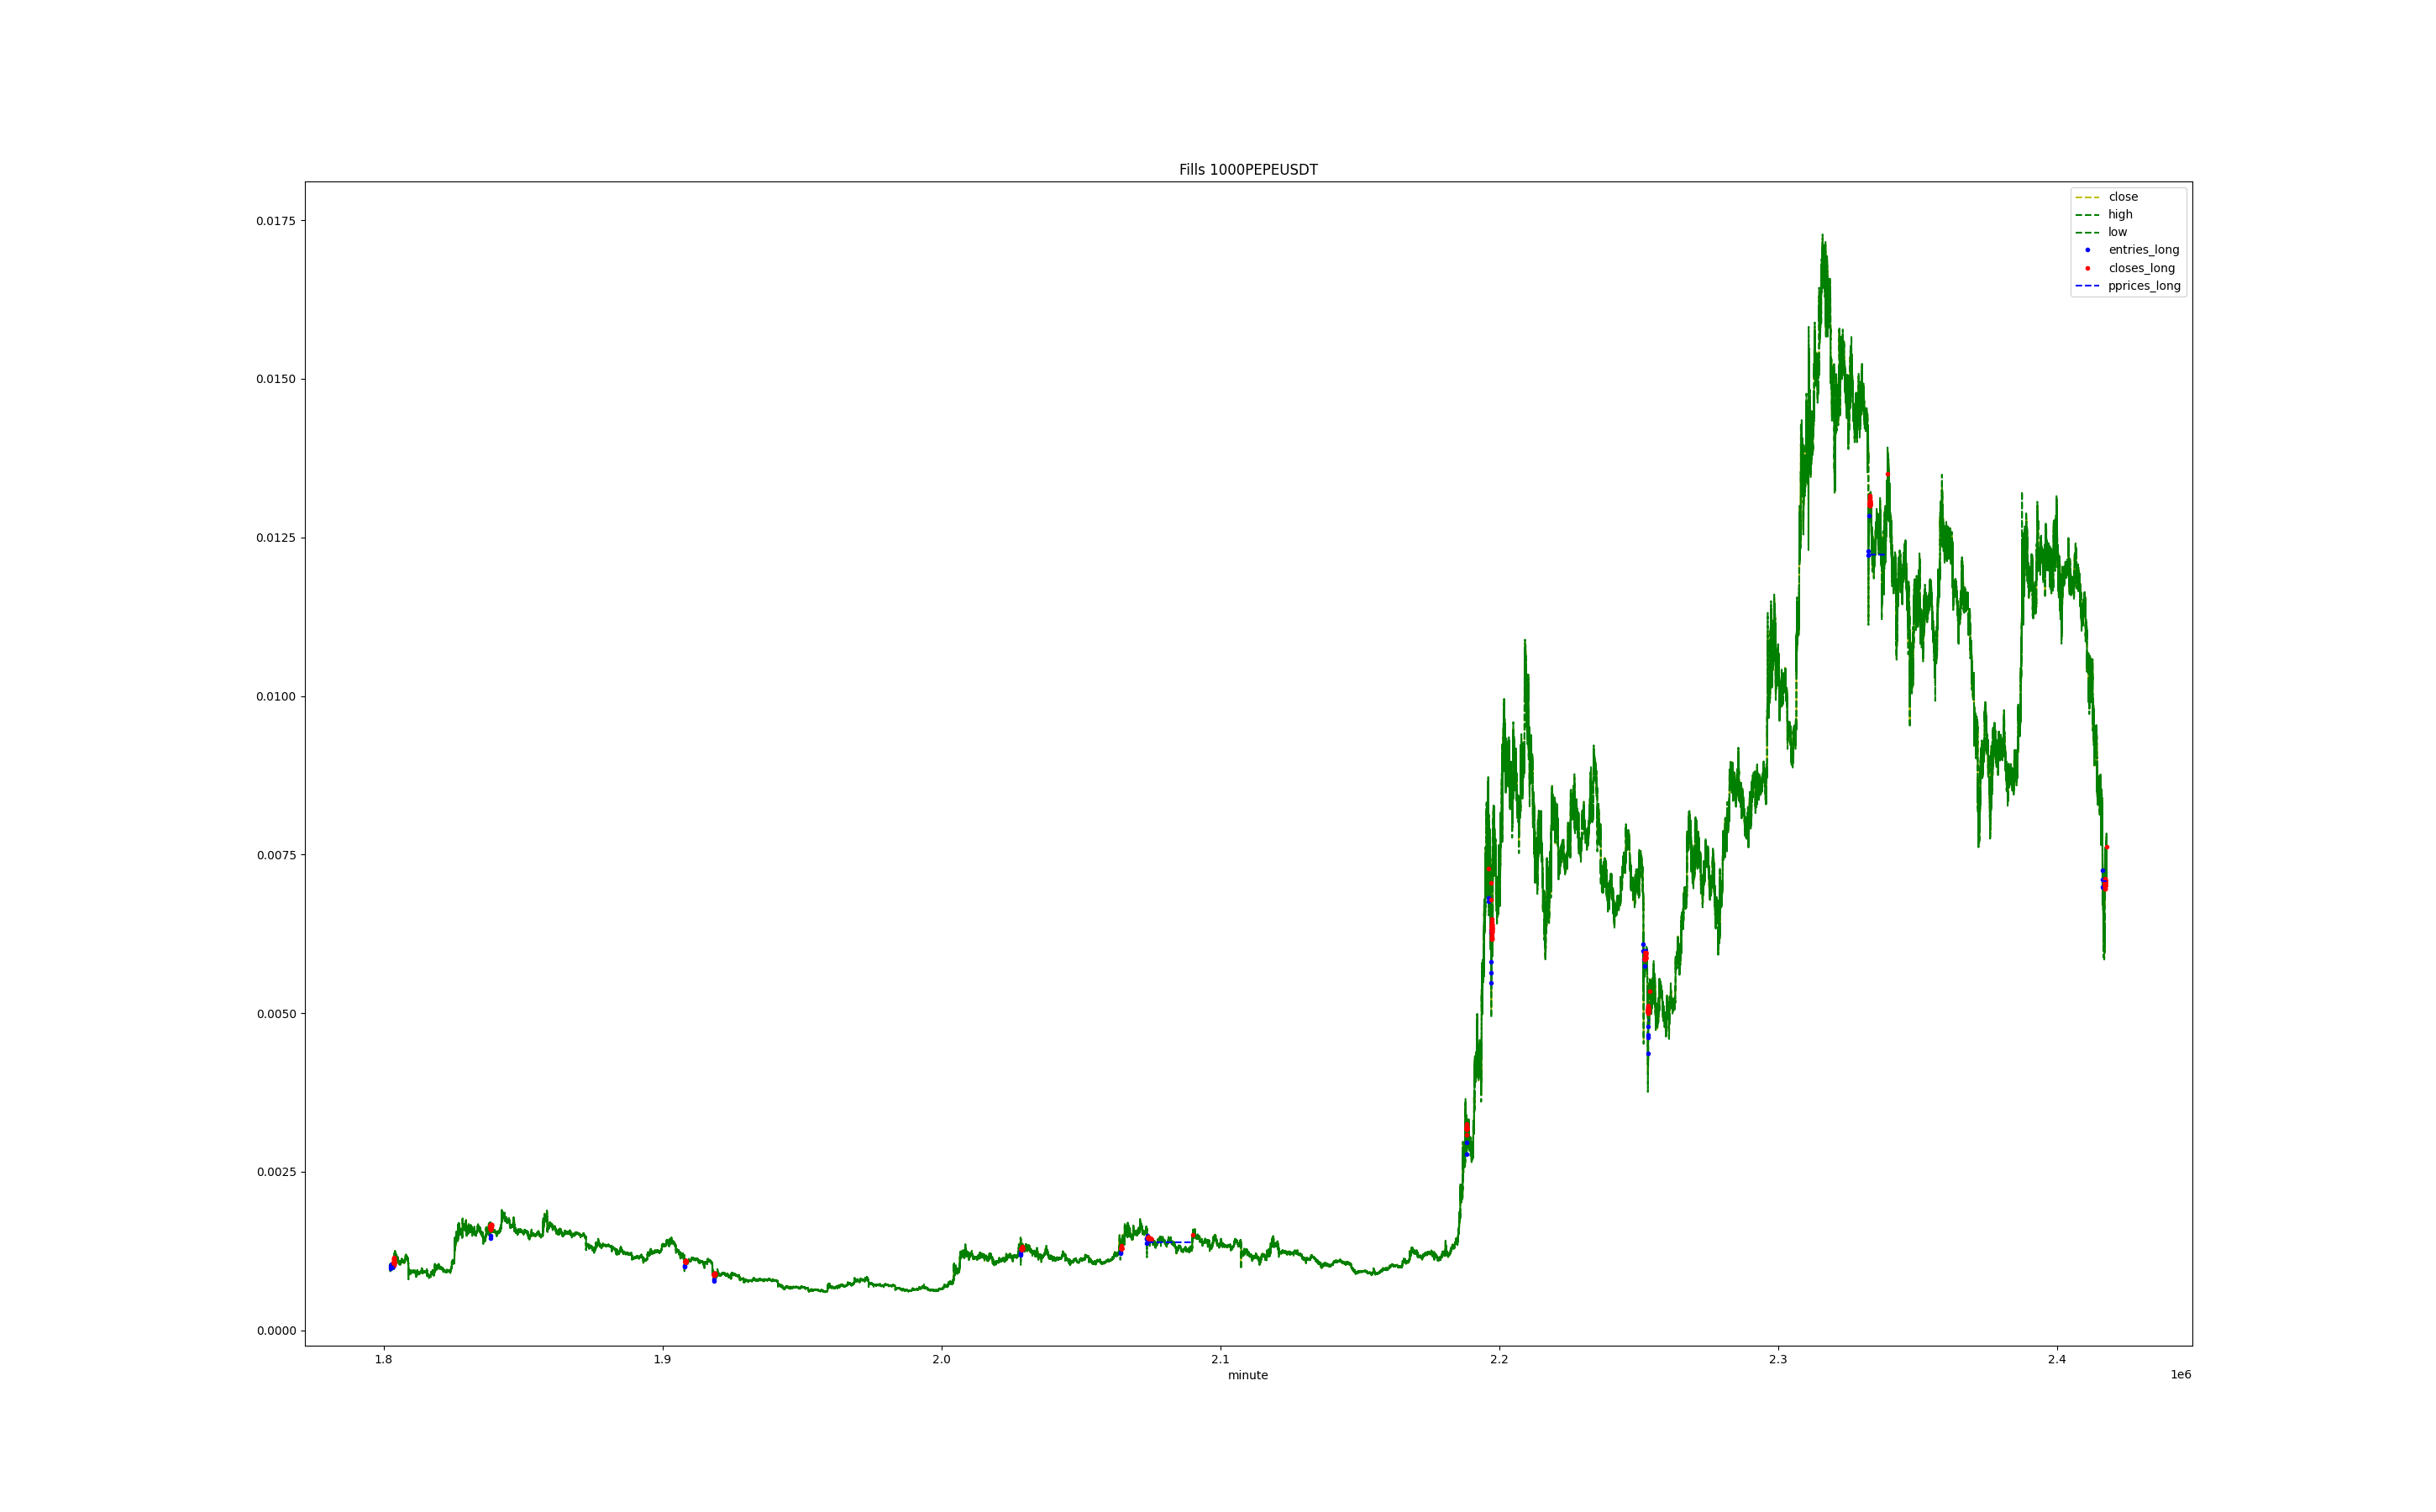 Fills 1000PEPEUSDT
close
high
low
entries_long
closes_long
pprices_long
0.0175
0.0150
0.0125
0.0100
0.0075
0.0050
0.0025
0.0000
1.8 1.9 2.0 2.1 2.2 2.3 2.4
minute 1e6